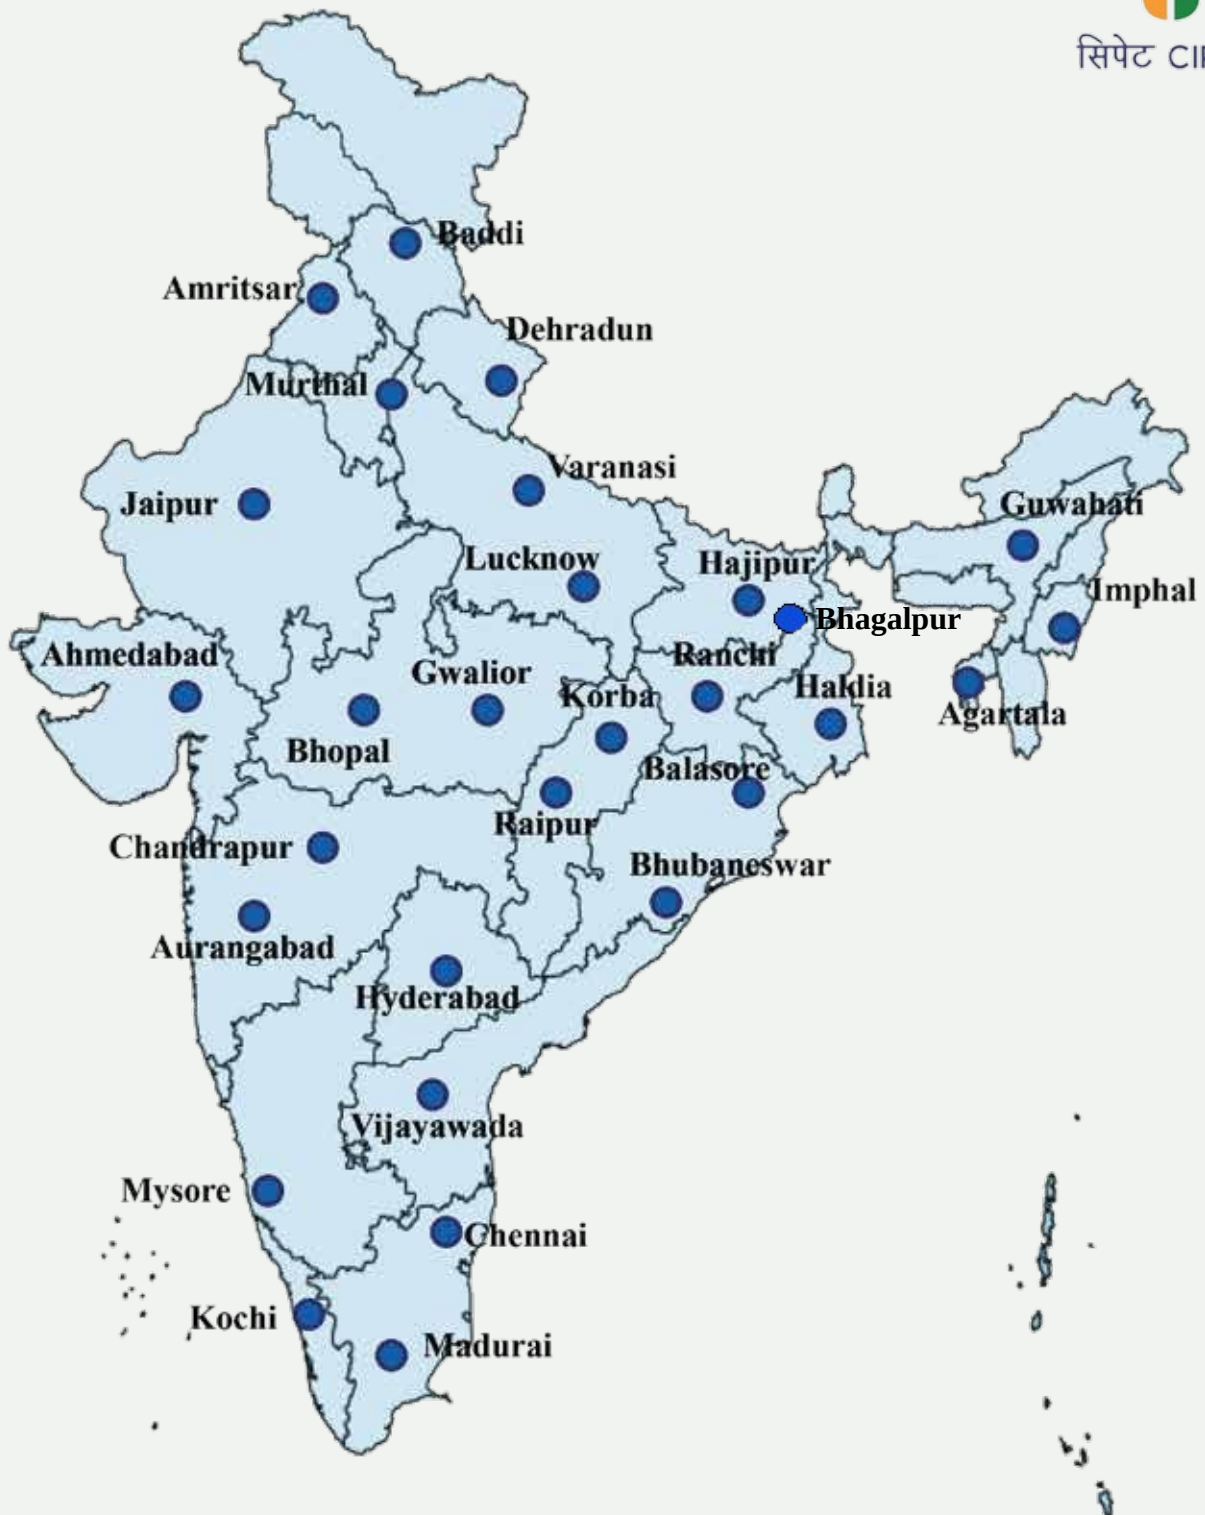 सिपेट
Baddi
Amritsar
Dehradun
Murthal
Varanasi
Jaipur
Guwahati
Lucknow
Hajipur
Imphal
Bhagalpur
Ahmedabad
Ranchi
Gwalior
Korba
Haldia
Agartala
Bhopal
Balasore
Raipur
Chandrapur
Bhubaneswar
Aurangabad
Hyderabad
Vijayawada
Mysore
Chennai
Kochi
Madurai